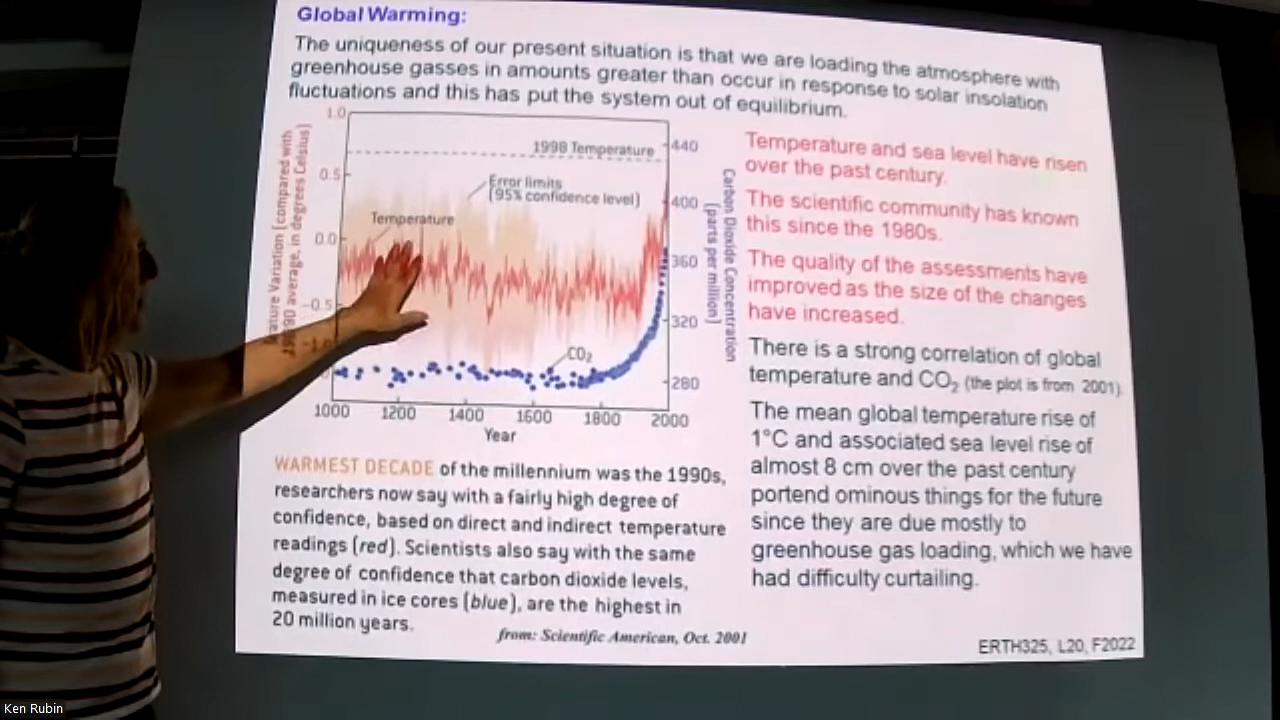 Global Warming:
The uniqueness of our present situation is that we are loading the atmosphere with
greenhouse gasses in amounts greater than occur in response to solar insolation
fluctuations and this has put the system out of equilibrium.
1.0
0.5
0.0
-0.5
-1.0
Variation (compared with
average, in degrees Celsius)
1998 Temperature
Error limits
(95% confidence level)
Temperature
CO2
440
400
360
320
280
Carbon Dioxide Concentration
(parts per million)
1000 1200 1400 1600 1800 2000
Year
WARMEST DECADE of the millennium was the 1990s,
researchers now say with a fairly high degree of
confidence, based on direct and indirect temperature
readings (red). Scientists also say with the same
degree of confidence that carbon dioxide levels,
measured in ice cores (blue), are the highest in
20 million years.
from: Scientific American, Oct. 2001
Temperature and sea level have risen
over the past century.
The scientific community has known
this since the 1980s.
The quality of the assessments have
improved as the size of the changes
have increased.
There is a strong correlation of global
temperature and CO2 (the plot is from 2001).
The mean global temperature rise of
1°C and associated sea level rise of
almost 8 cm over the past century
portend ominous things for the future
since they are due mostly to
greenhouse gas loading, which we have
had difficulty curtailing.
ERTH325, L20, F2022
Ken Rubin